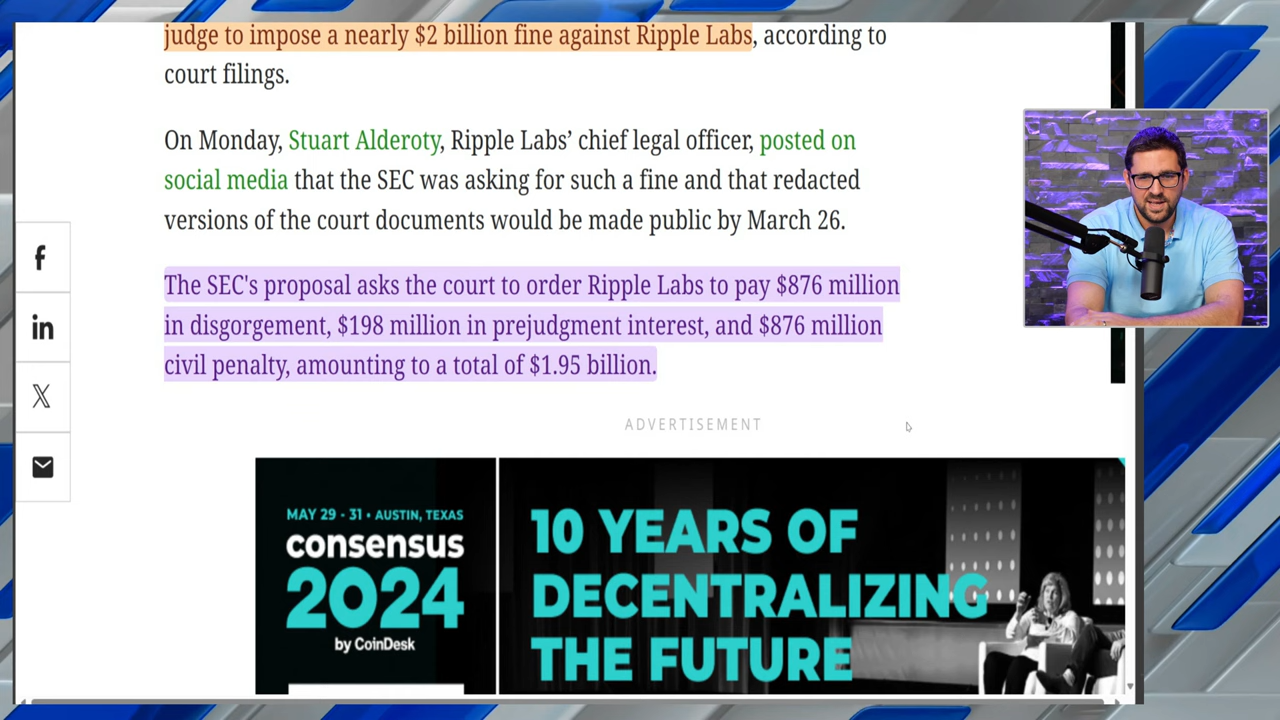 judge to impose a nearly $2 billion fine against Ripple Labs, according to
court filings.
On Monday, Stuart Alderoty, Ripple Labs’ chief legal officer, posted on
social media that the SEC was asking for such a fine and that redacted
versions of the court documents would be made public by March 26.
The SEC's proposal asks the court to order Ripple Labs to pay $876 million
in disgorgement, $198 million in prejudgment interest, and $876 million
civil penalty, amounting to a total of $1.95 billion.
ADVERTISEMENT
MAY 29 - 31 • AUSTIN, TEXAS
consensus
2024
by CoinDesk
10 YEARS OF
DECENTRALIZING
THE FUTURE